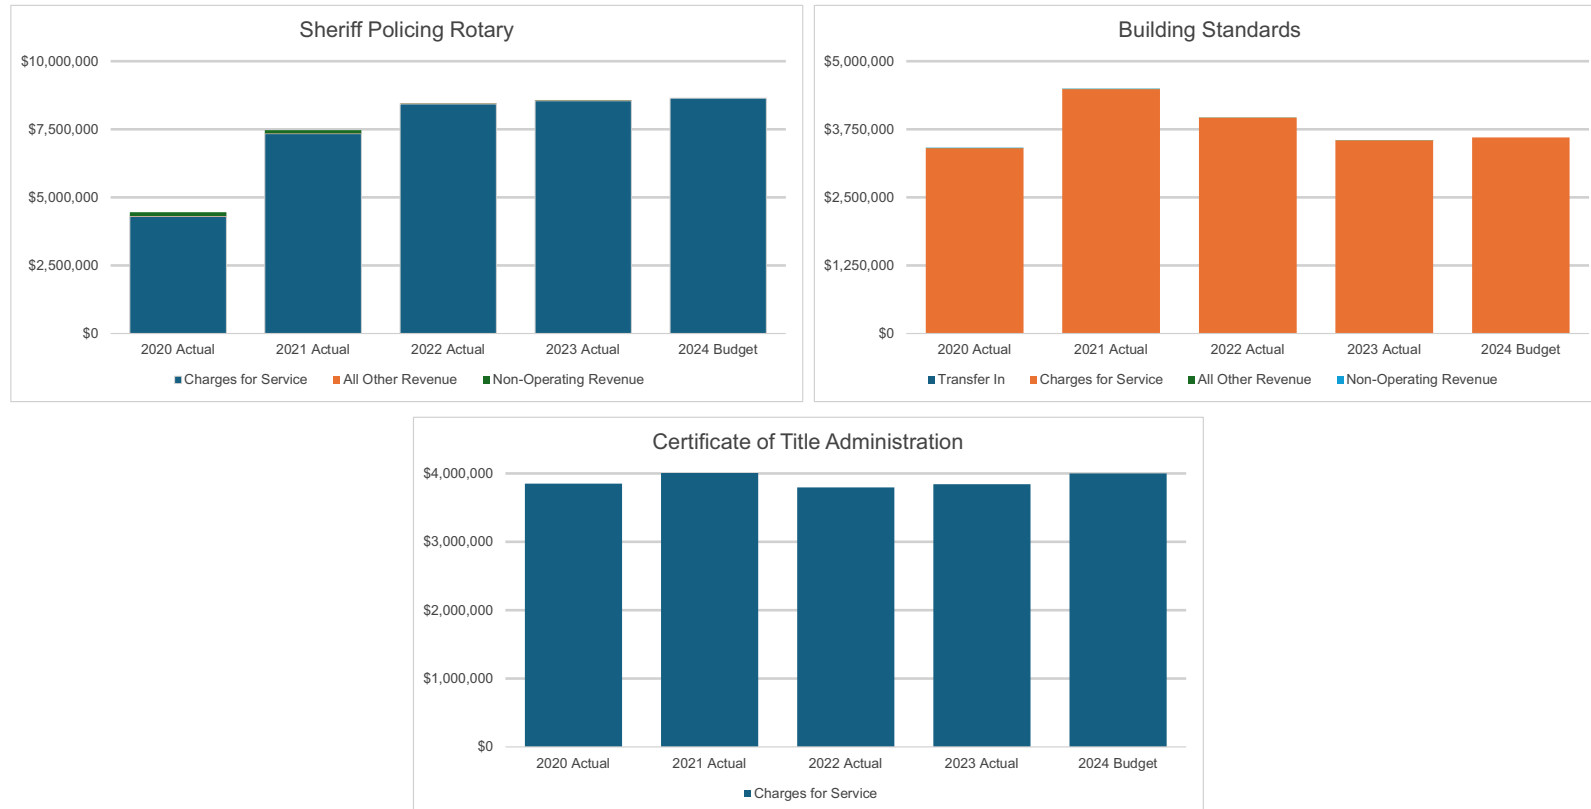 Sheriff Policing Rotary
$10,000,000
$7,500,000
$5,000,000
$2,500,000
$0
2020 Actual 2021 Actual 2022 Actual 2023 Actual 2024 Budget
Charges for Service All Other Revenue Non-Operating Revenue
Building Standards
$5,000,000
$3,750,000
$2,500,000
$1,250,000
$0
2020 Actual 2021 Actual 2022 Actual 2023 Actual 2024 Budget
Transfer In Charges for Service All Other Revenue Non-Operating Revenue
Certificate of Title Administration
$4,000,000
$3,000,000
$2,000,000
$1,000,000
$0
2020 Actual 2021 Actual 2022 Actual 2023 Actual 2024 Budget
Charges for Service